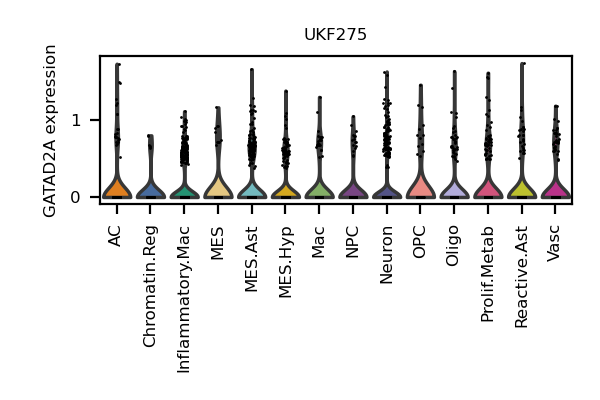 UKF275
GATAD2A expression
1
0
AC
Chromatin.Reg
Inflammatory.Mac
MES
MES.Ast
MES.Hyp
Mac
NPC
Neuron
OPC
Oligo
Prolif.Metab
Reactive.Ast
Vasc